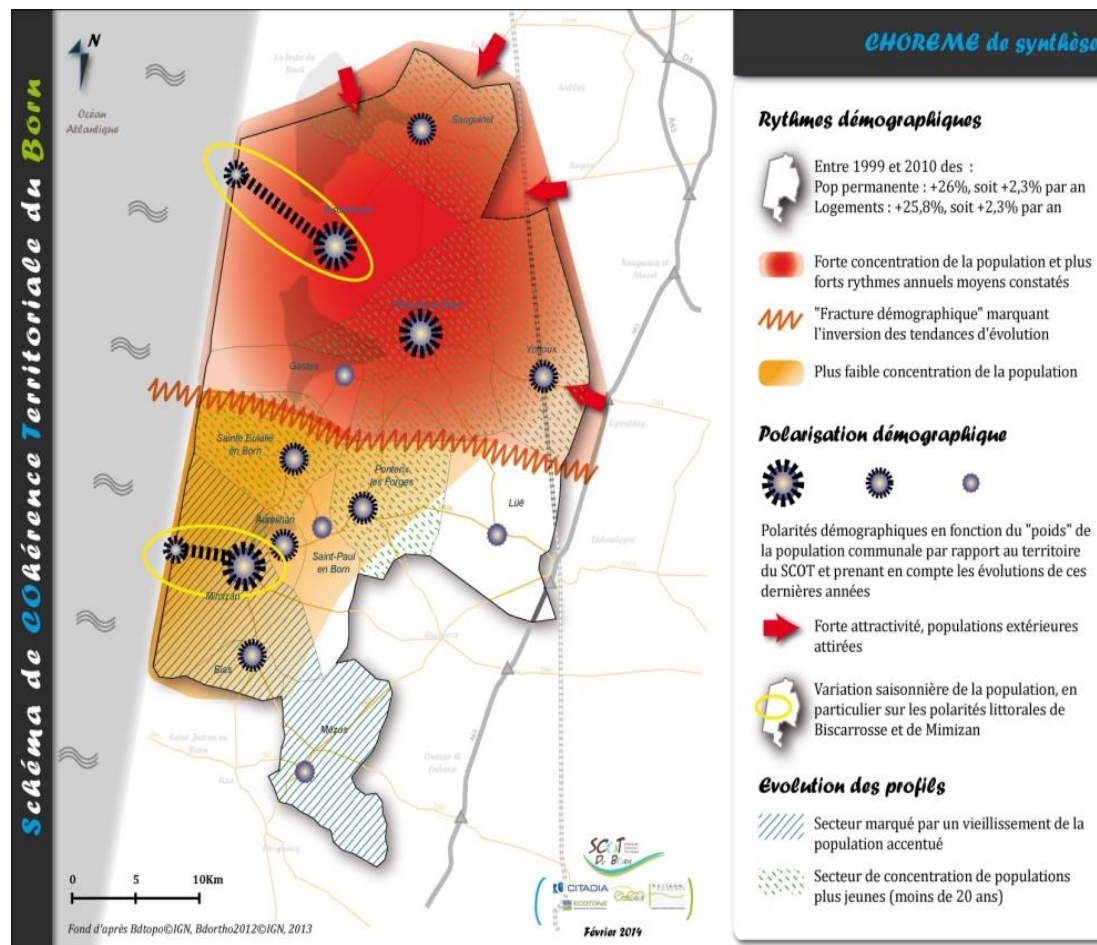 Schéma de COhérence Territoriale du Born
N
Océan
Atlantique
Sanguinet
Gastes
Ychoux
Sainte Eulalie
en Born
Pontenx
les Forges
Lüe
Aureilhan
Saint-Paul
en Born
Mimizan
Bias
Mézos
Saint Julien en
Born
0 5 10Km
Fond d'après Bdtopo©IGN, Bdortho2012©IGN, 2013
SCOT
Du Born
CITADIA
ECOTONE
Février 2014
CHOREME de synthèse
Rythmes démographiques
Entre 1999 et 2010 des :
Pop permanente : +26%, soit +2,3% par an
Logements : +25,8%, soit +2,3% par an
Forte concentration de la population et plus
forts rythmes annuels moyens constatés
"Fracture démographique" marquant
l'inversion des tendances d'évolution
Plus faible concentration de la population
Polarisation démographique
Polarités démographiques en fonction du "poids" de
la population communale par rapport au territoire
du SCOT et prenant en compte les évolutions de ces
dernières années
Forte attractivité, populations extérieures
attirées
Variation saisonnière de la population, en
particulier sur les polarités littorales de
Biscarrosse et de Mimizan
Evolution des profils
Secteur marqué par un vieillissement de la
population accentué
Secteur de concentration de populations
plus jeunes (moins de 20 ans)